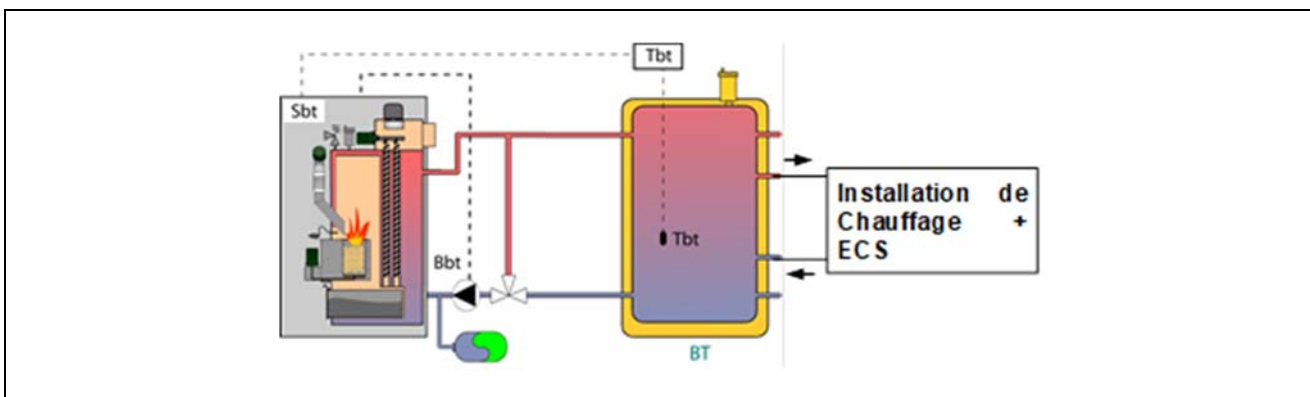 Tbt
Sbt
Installation de
Chauffage +
ECS
Tbt
Bbt
BT